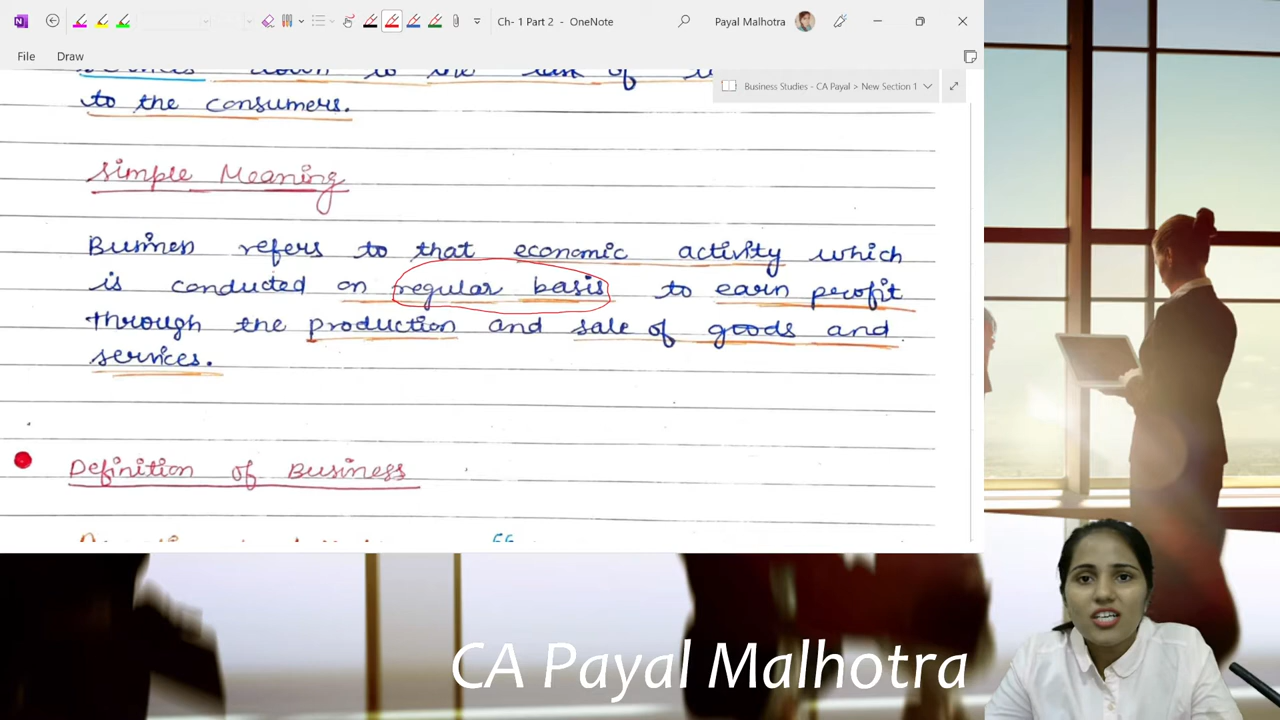 Ch- 1 Part 2 - OneNote
Payal Malhotra
File Draw
Business Studies - CA Payal > New Section 1
to the consumers.
Simple Meaning
Business refers to that economic activity which
is conducted on regular basis to earn profit
through the production and sale of goods and
services.
Definition of Business
CA Payal Malhotra